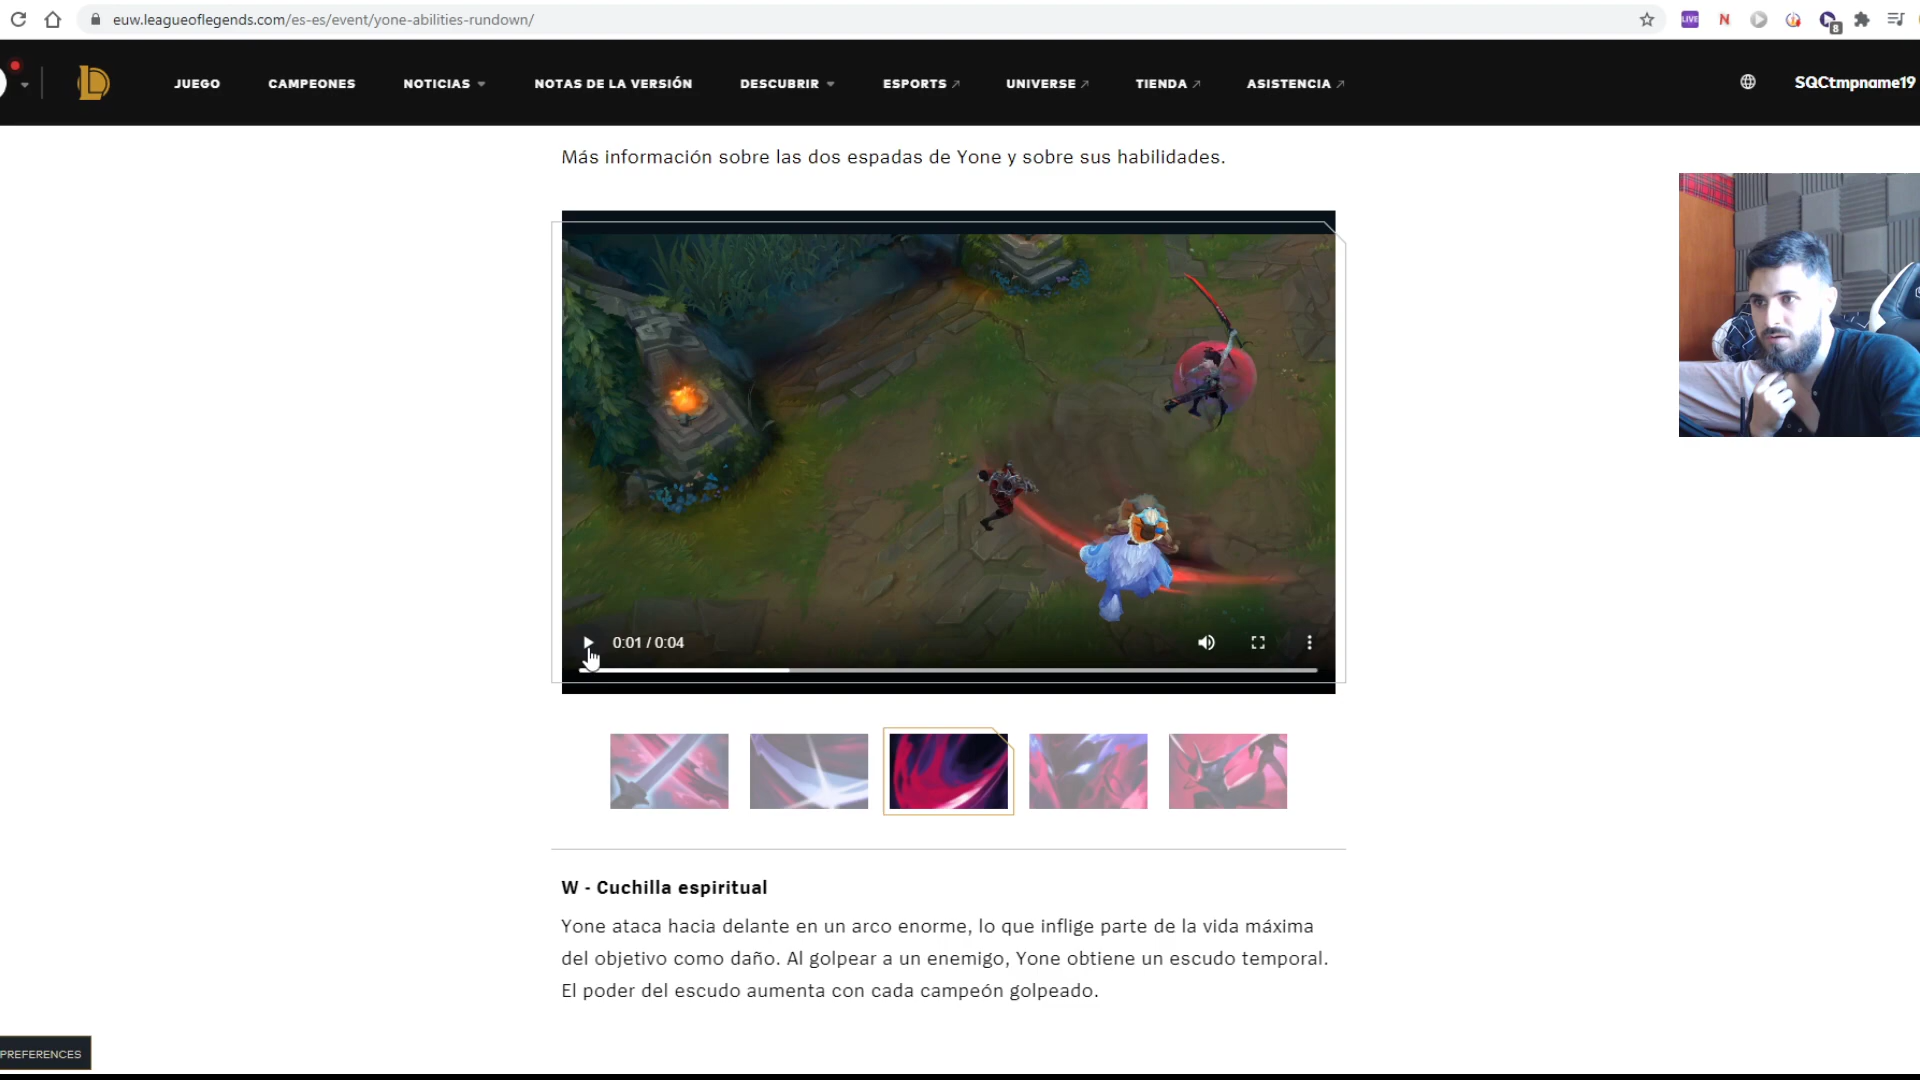 euw.leagueoflegends.com/es-es/event/yone-abilities-rundown/
LIVE
N
8
JUEGO
CAMPEONES
NOTICIAS
NOTAS DE LA VERSIÓN
DESCUBRIR
ESPORTS
UNIVERSE
TIENDA
ASISTENCIA
SQCtmpname19
Más información sobre las dos espadas de Yone y sobre sus habilidades.
0:01 / 0:04
W - Cuchilla espiritual
Yone ataca hacia delante en un arco enorme, lo que inflige parte de la vida máxima
del objetivo como daño. Al golpear a un enemigo, Yone obtiene un escudo temporal.
El poder del escudo aumenta con cada campeón golpeado.
PREFERENCES